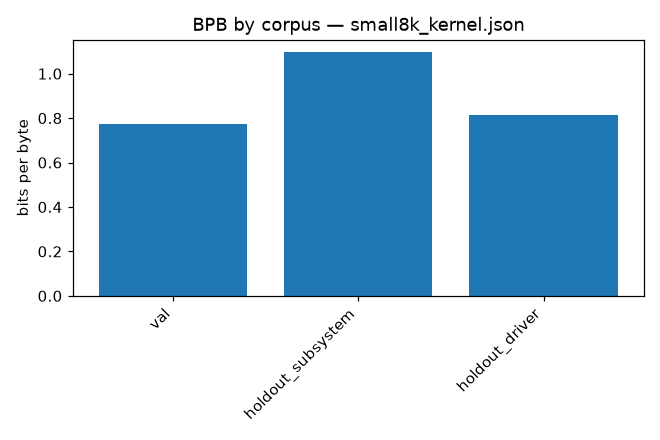 BPB by corpus — small8k_kernel.json
bits per byte
1.0
0.8
0.6
0.4
0.2
0.0
val
holdout_subsystem
holdout_driver